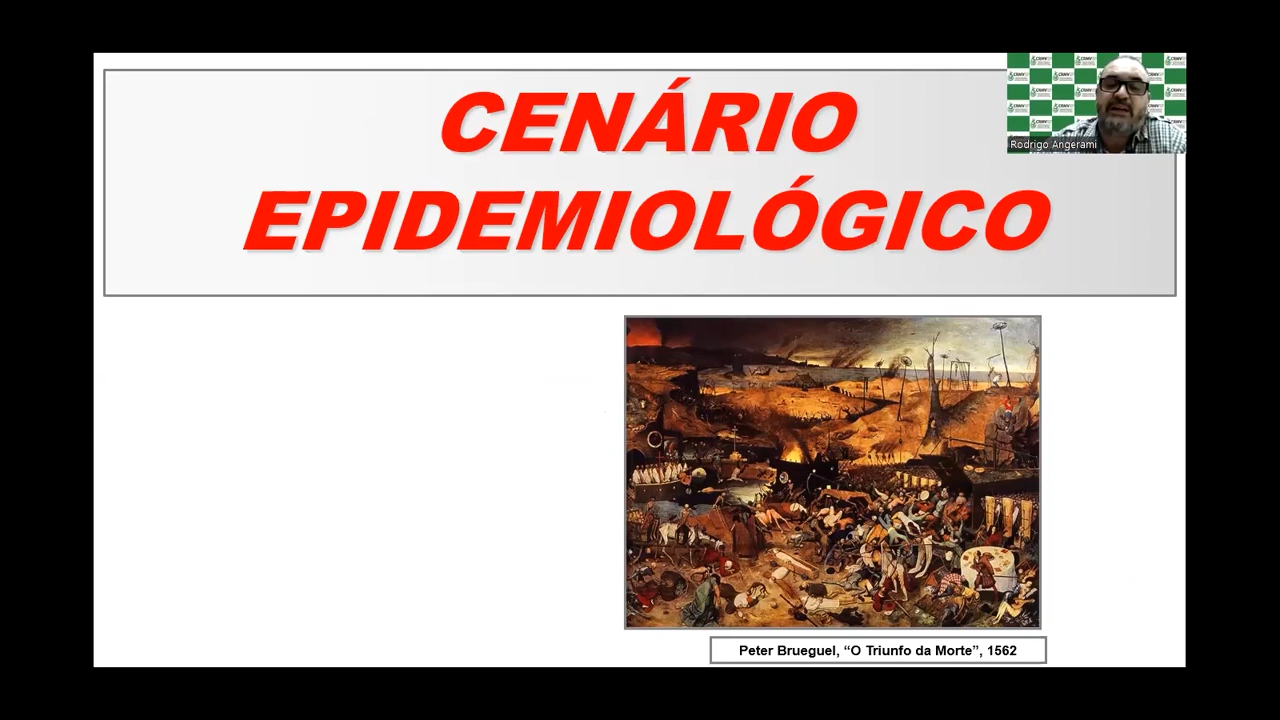 CENÁRIO
EPIDEMIOLÓGICO
Rodrigo Angerami
Peter Brueguel, “O Triunfo da Morte”, 1562